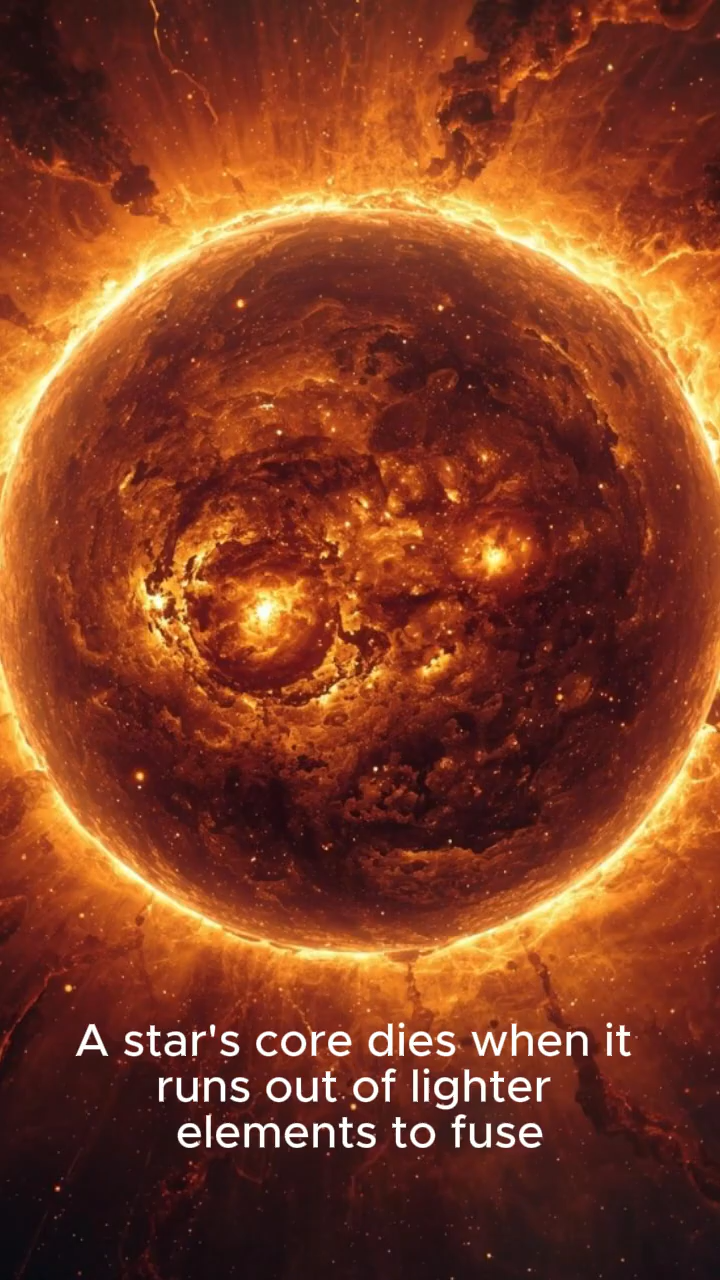 A star's core dies when it
runs out of lighter
elements to fuse